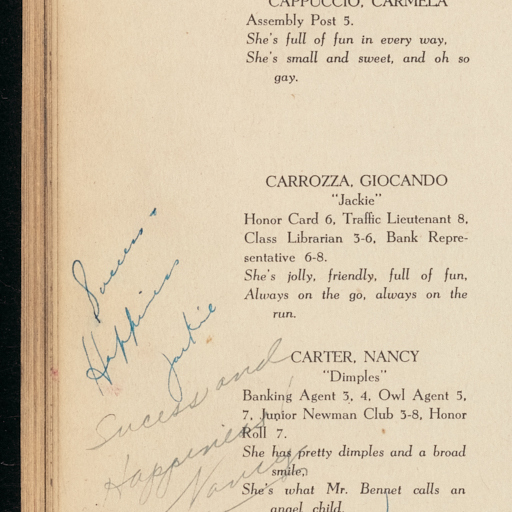 CAPPUCCIO, CARMELA
Assembly Post 5.
She's full of fun in every way,
She's small and sweet, and oh so
gay.
CARROZZA, GIOCANDO
"Jackie"
Honor Card 6, Traffic Lieutenant 8,
Class Librarian 3-6, Bank Repre-
sentative 6-8.
She's jolly, friendly, full of fun,
Always on the go, always on the
run.
Success
Happiness
Jackie
CARTER, NANCY
"Dimples"
Banking Agent 3, 4, Owl Agent 5,
7, Junior Newman Club 3-8, Honor
Roll 7.
She has pretty dimples and a broad
smile,
She's what Mr. Bennet calls an
angel child.
Sucess and
Happiness
Nancy